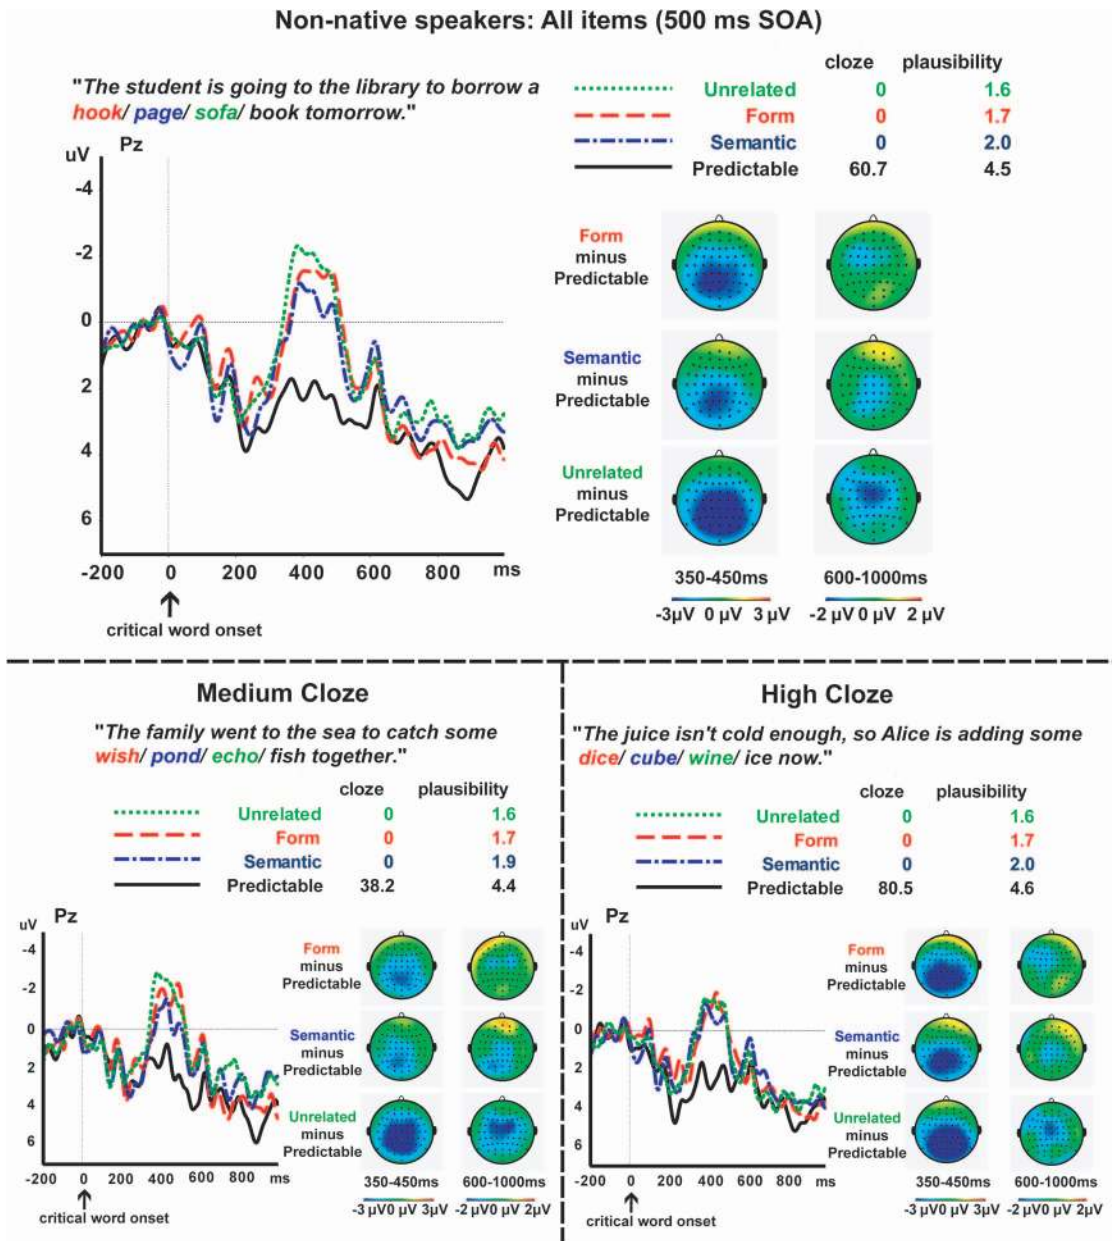 Non-native speakers: All items (500 ms SOA)
"The student is going to the library to borrow a
hook/ page/ sofa/ book tomorrow."
cloze plausibility
Unrelated 0 1.6
Form 0 1.7
Semantic 0 2.0
Predictable 60.7 4.5
uV Pz
-4
-2
0
2
4
6
-200 0 200 400 600 800 ms
critical word onset
Form
minus
Predictable
Semantic
minus
Predictable
Unrelated
minus
Predictable
350-450ms 600-1000ms
-3µV 0 µV 3 µV -2 µV 0 µV 2 µV
Medium Cloze
"The family went to the sea to catch some
wish/ pond/ echo/ fish together."
cloze plausibility
Unrelated 0 1.6
Form 0 1.7
Semantic 0 1.9
Predictable 38.2 4.4
uV Pz
-4
-2
0
2
4
6
-200 0 200 400 600 800 ms
critical word onset
Form
minus
Predictable
Semantic
minus
Predictable
Unrelated
minus
Predictable
350-450ms 600-1000ms
-3 µV 0 µV 3µV -2 µV 0 µV 2µV
High Cloze
"The juice isn't cold enough, so Alice is adding some
dice/ cube/ wine/ ice now."
cloze plausibility
Unrelated 0 1.6
Form 0 1.7
Semantic 0 2.0
Predictable 80.5 4.6
uV Pz
-4
-2
0
2
4
6
-200 0 200 400 600 800 ms
critical word onset
Form
minus
Predictable
Semantic
minus
Predictable
Unrelated
minus
Predictable
350-450ms 600-1000ms
-3 µV 0 µV 3µV -2 µV 0 µV 2µV